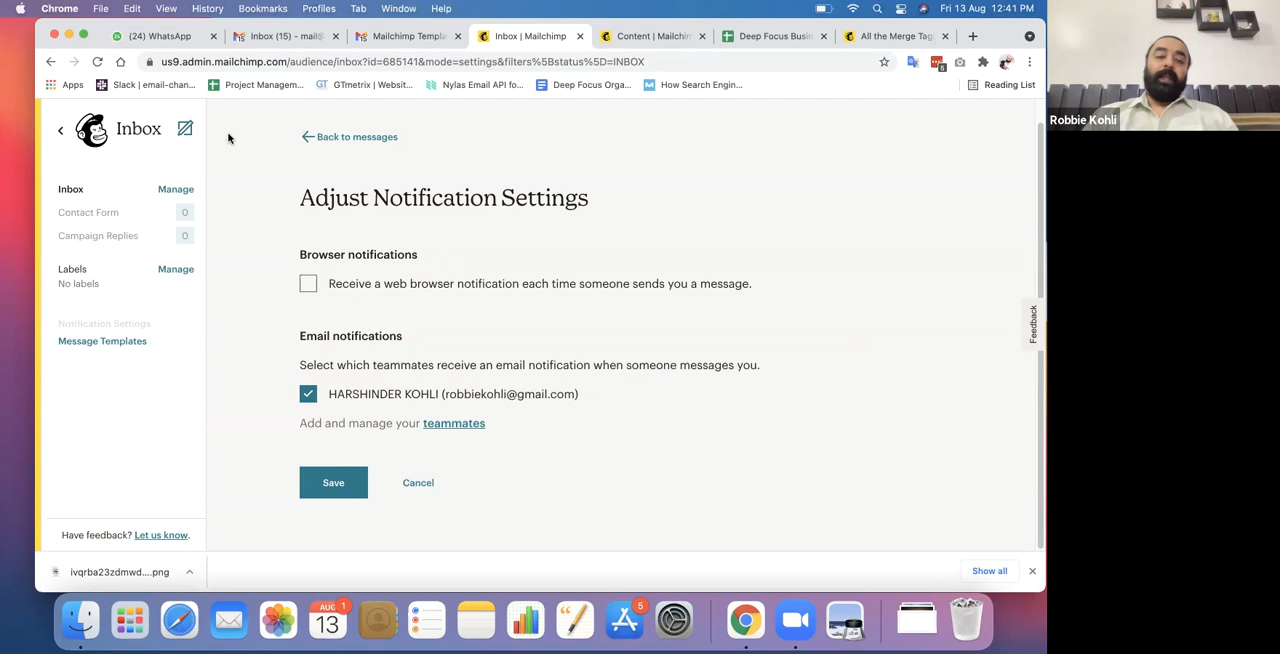 Chrome File Edit View History Bookmarks Profiles Tab Window Help Fri 13 Aug 12:41 PM
(24) WhatsApp Inbox (15) - mail@ Mailchimp Templa Inbox | Mailchimp Content | Mailchim Deep Focus Busin All the Merge Tag
us9.admin.mailchimp.com/audience/inbox?id=685141&mode=settings&filters%5Bstatus%5D=INBOX 6
Apps Slack | email-chan... Project Managem... GTmetrix | Websit... Nylas Email API fo... Deep Focus Orga... How Search Engin... Reading List
Robbie Kohli
Inbox
Back to messages
Inbox Manage
Contact Form 0
Campaign Replies 0
Labels Manage
No labels
Notification Settings
Message Templates
Adjust Notification Settings
Browser notifications
Receive a web browser notification each time someone sends you a message.
Email notifications
Select which teammates receive an email notification when someone messages you.
HARSHINDER KOHLI (robbiekohli@gmail.com)
Add and manage your teammates
Save Cancel
Feedback
Have feedback? Let us know.
ivqrba23zdmwd....png Show all
AUG 1
13
5